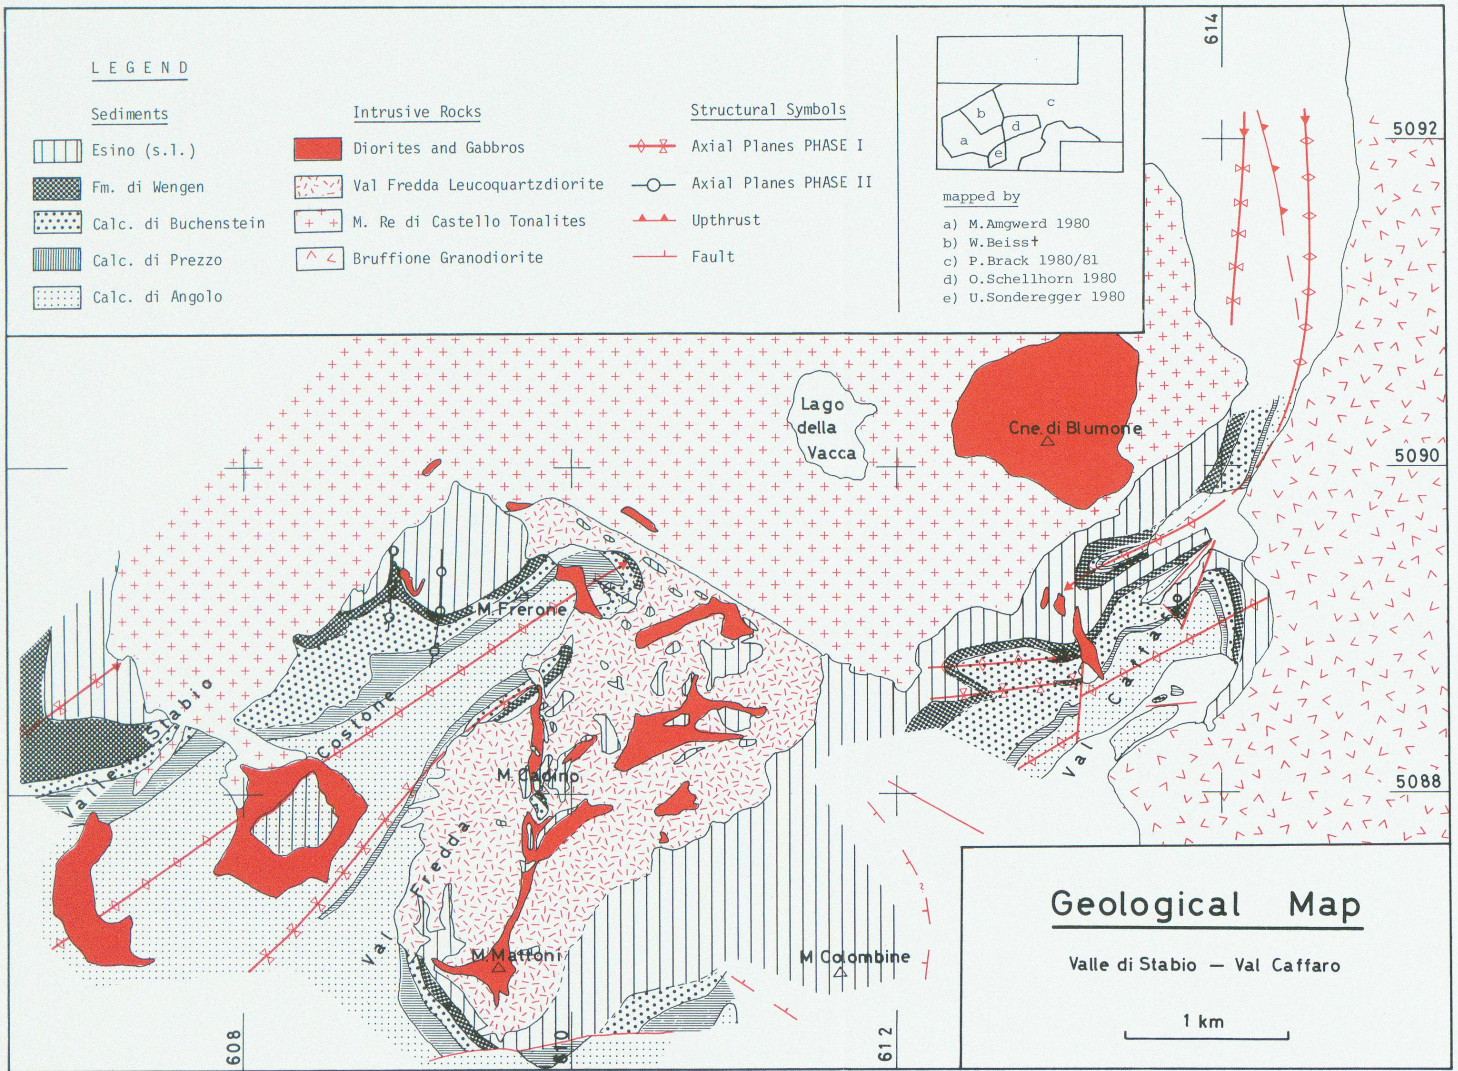 LEGEND
Sediments
Esino (s.l.)
Fm. di Wengen
Calc. di Buchenstein
Calc. di Prezzo
Calc. di Angolo
Intrusive Rocks
Diorites and Gabbros
Val Fredda Leucoquartzdiorite
M. Re di Castello Tonalites
Bruffione Granodiorite
Structural Symbols
Axial Planes PHASE I
Axial Planes PHASE II
Upthrust
Fault
a
b
c
d
e
mapped by
a) M.Amgwerd 1980
b) W.Beiss†
c) P.Brack 1980/81
d) O.Schellhorn 1980
e) U.Sonderegger 1980
614
5092
5090
5088
Lago
della
Vacca
Cne. di Blumone
M. Frerone
Valle di Stabio
Costone
M. Cadino
Val Fredda
M. Mattoni
M Colombine
Val Caffaro
608
610
612
Geological Map
Valle di Stabio — Val Caffaro
1 km